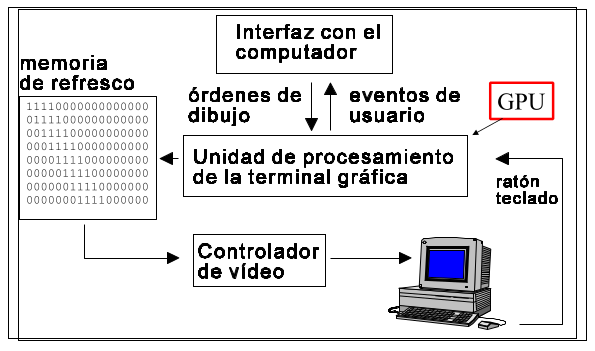 Interfaz con el
computador
memoria
de refresco
órdenes de
dibujo
eventos de
usuario
GPU
1111000000000000
0111100000000000
0011110000000000
0001111000000000
0000111100000000
0000011110000000
0000001111000000
0000000111100000
Unidad de procesamiento
de la terminal gráfica
ratón
teclado
Controlador
de vídeo